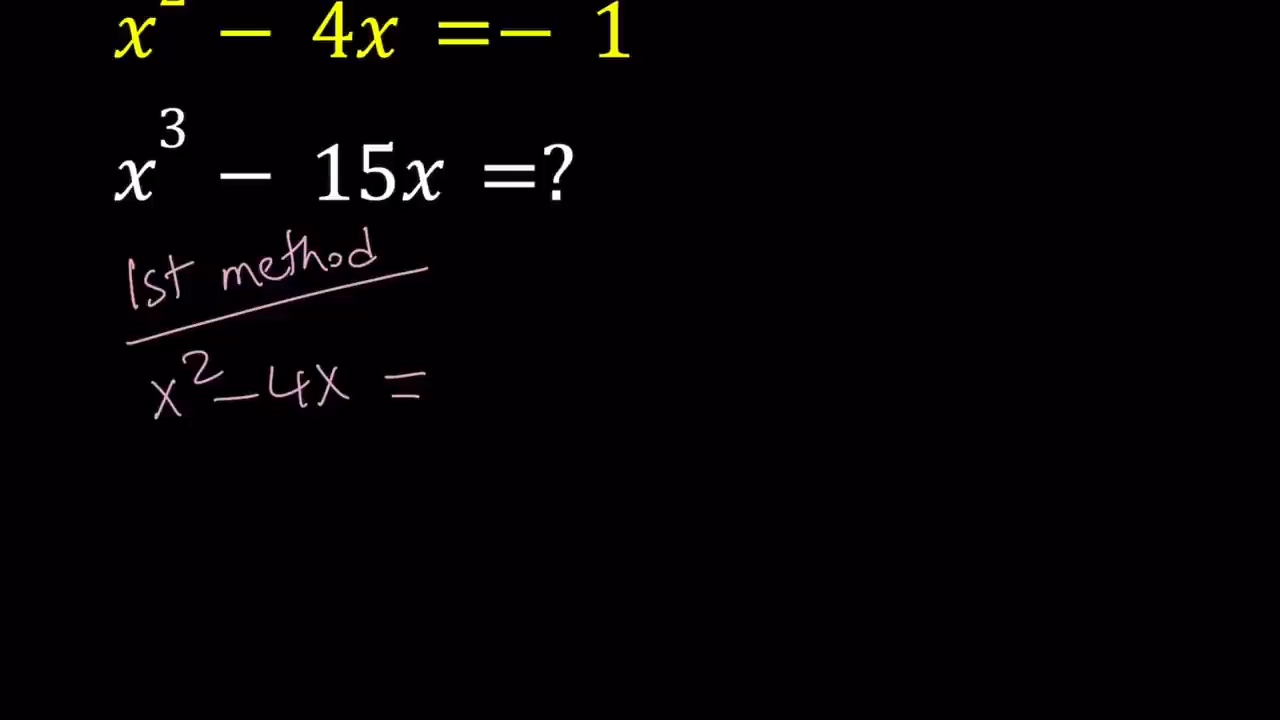 x² - 4x = - 1
x³ - 15x = ?
1st method
x² - 4x =